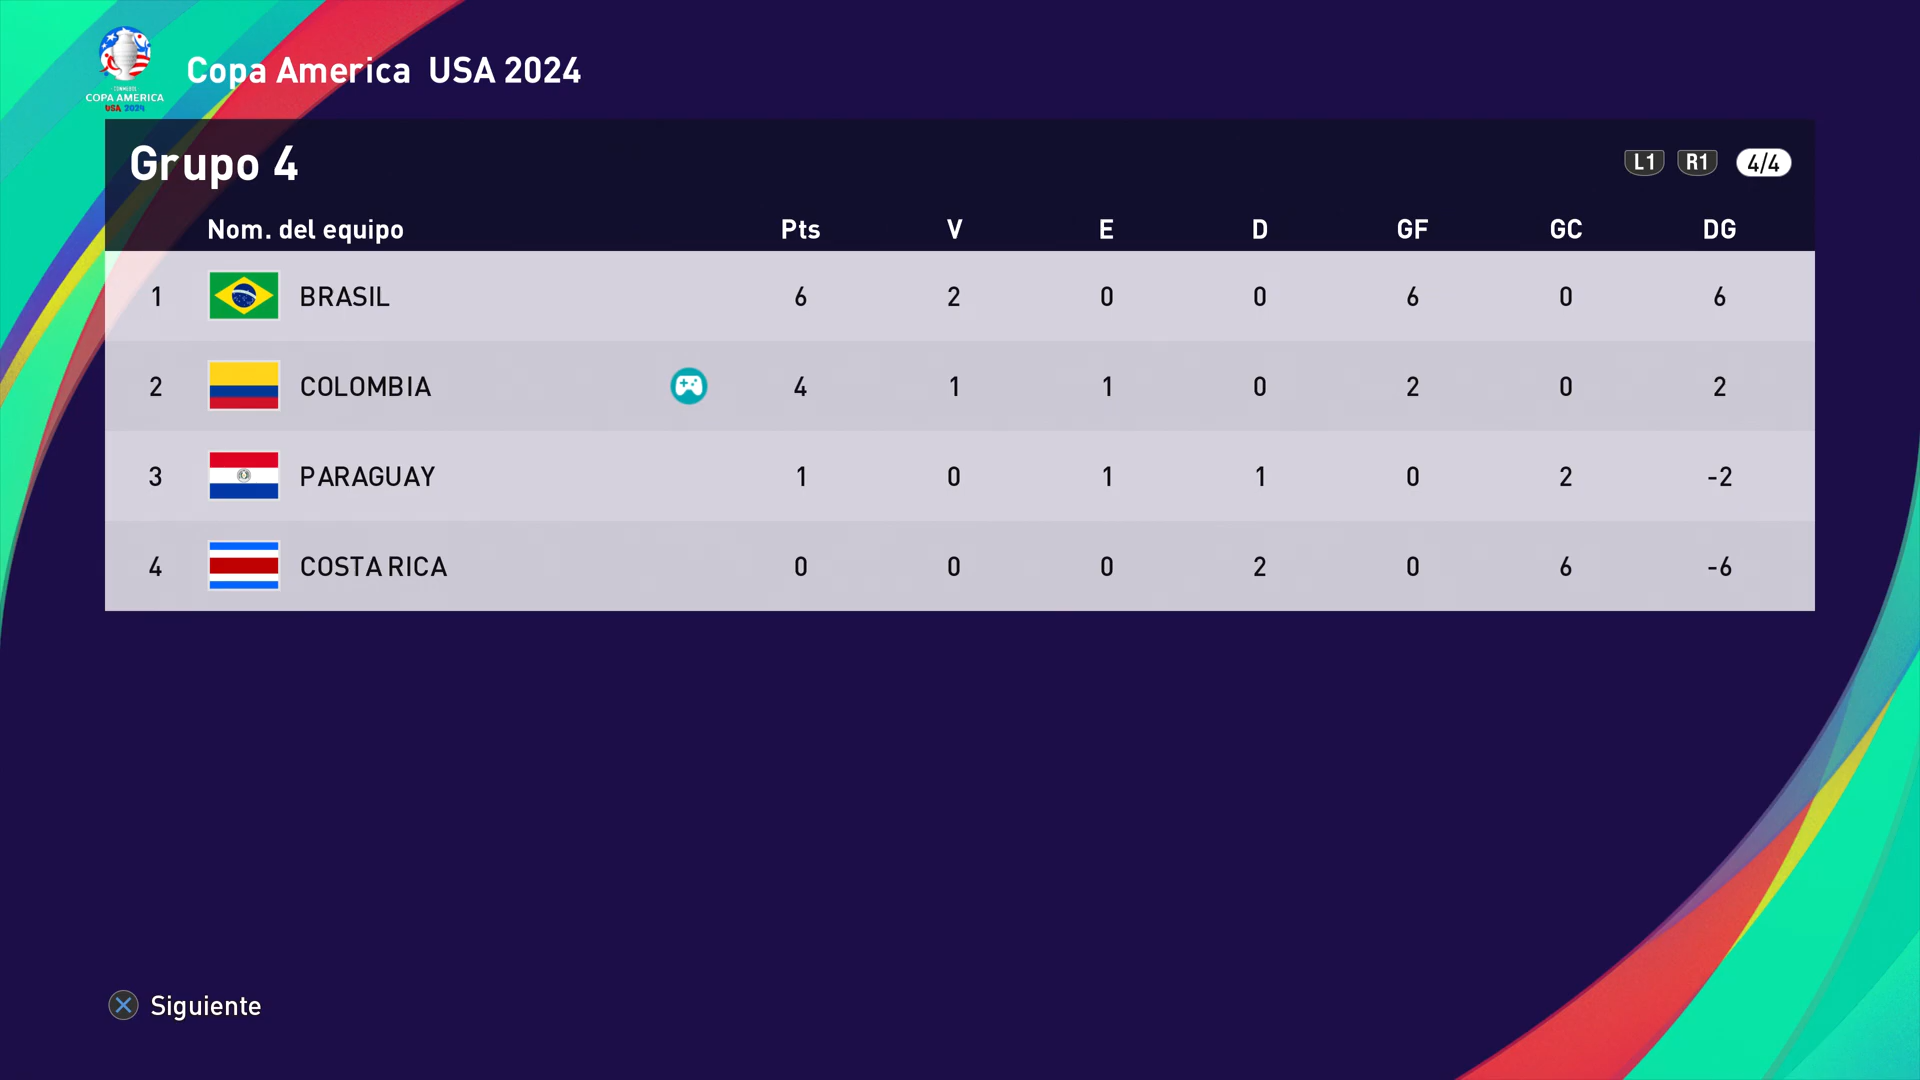 COPA AMERICA
USA 2024
Copa America USA 2024
Grupo 4
L1 R1 4/4
Nom. del equipo Pts V E D GF GC DG
1 BRASIL 6 2 0 0 6 0 6
2 COLOMBIA 4 1 1 0 2 0 2
3 PARAGUAY 1 0 1 1 0 2 -2
4 COSTA RICA 0 0 0 2 0 6 -6
Siguiente